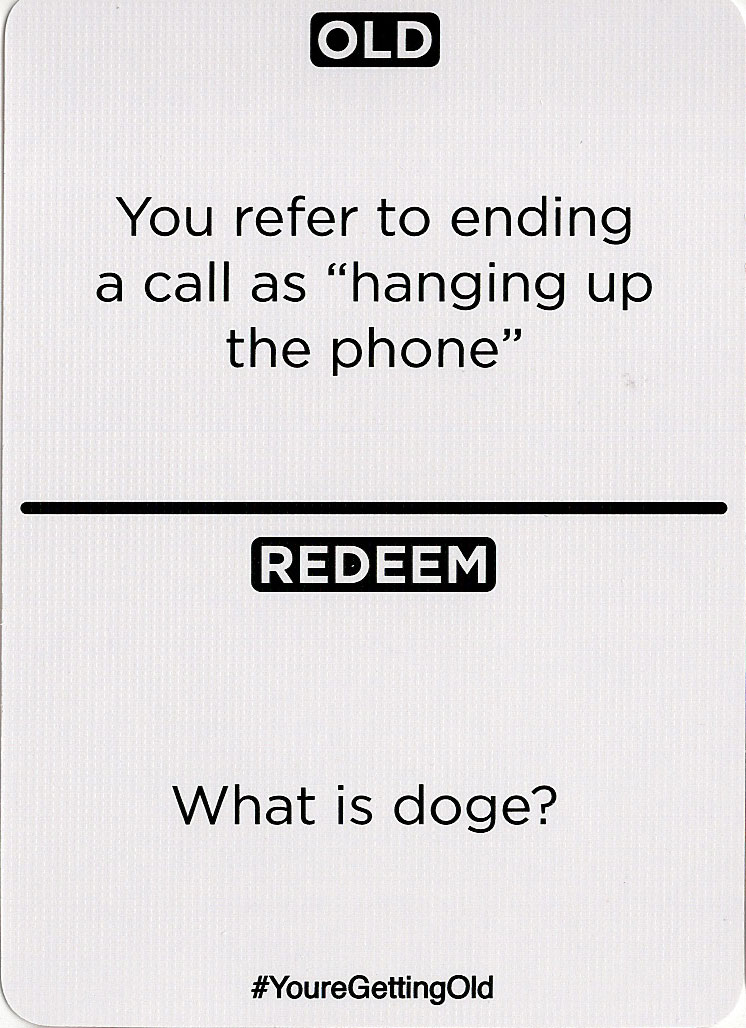 OLD
You refer to ending
a call as “hanging up
the phone”
REDEEM
What is doge?
#YoureGettingOld